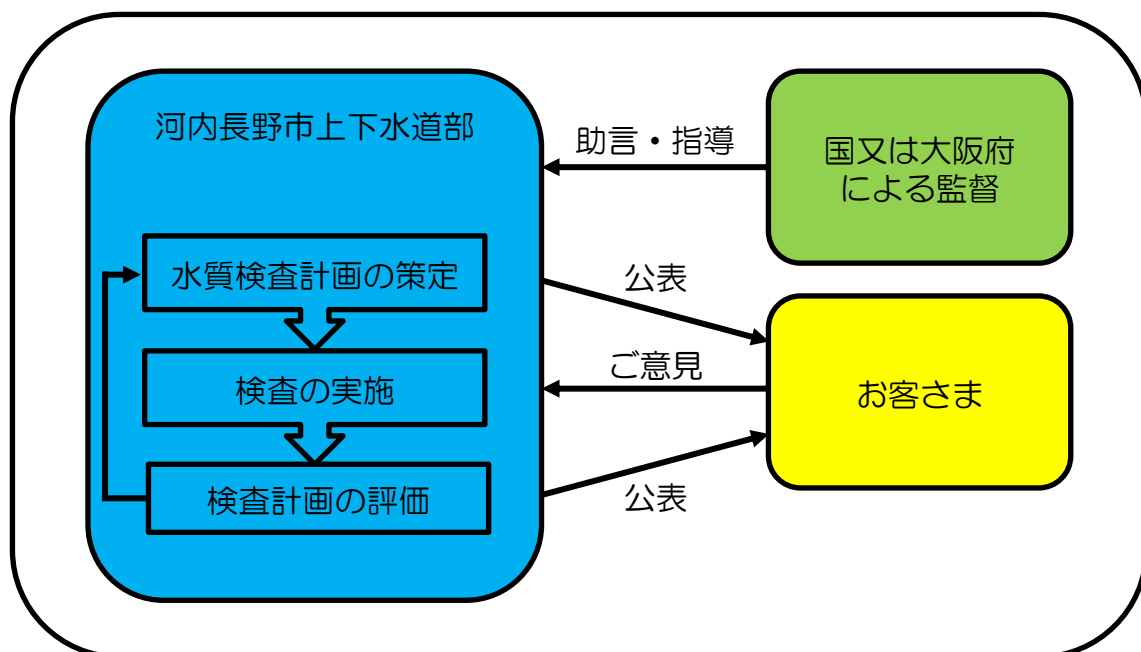 河内長野市上下水道部
助言・指導
国又は大阪府
による監督
水質検査計画の策定
公表
検査の実施
ご意見
お客さま
検査計画の評価
公表